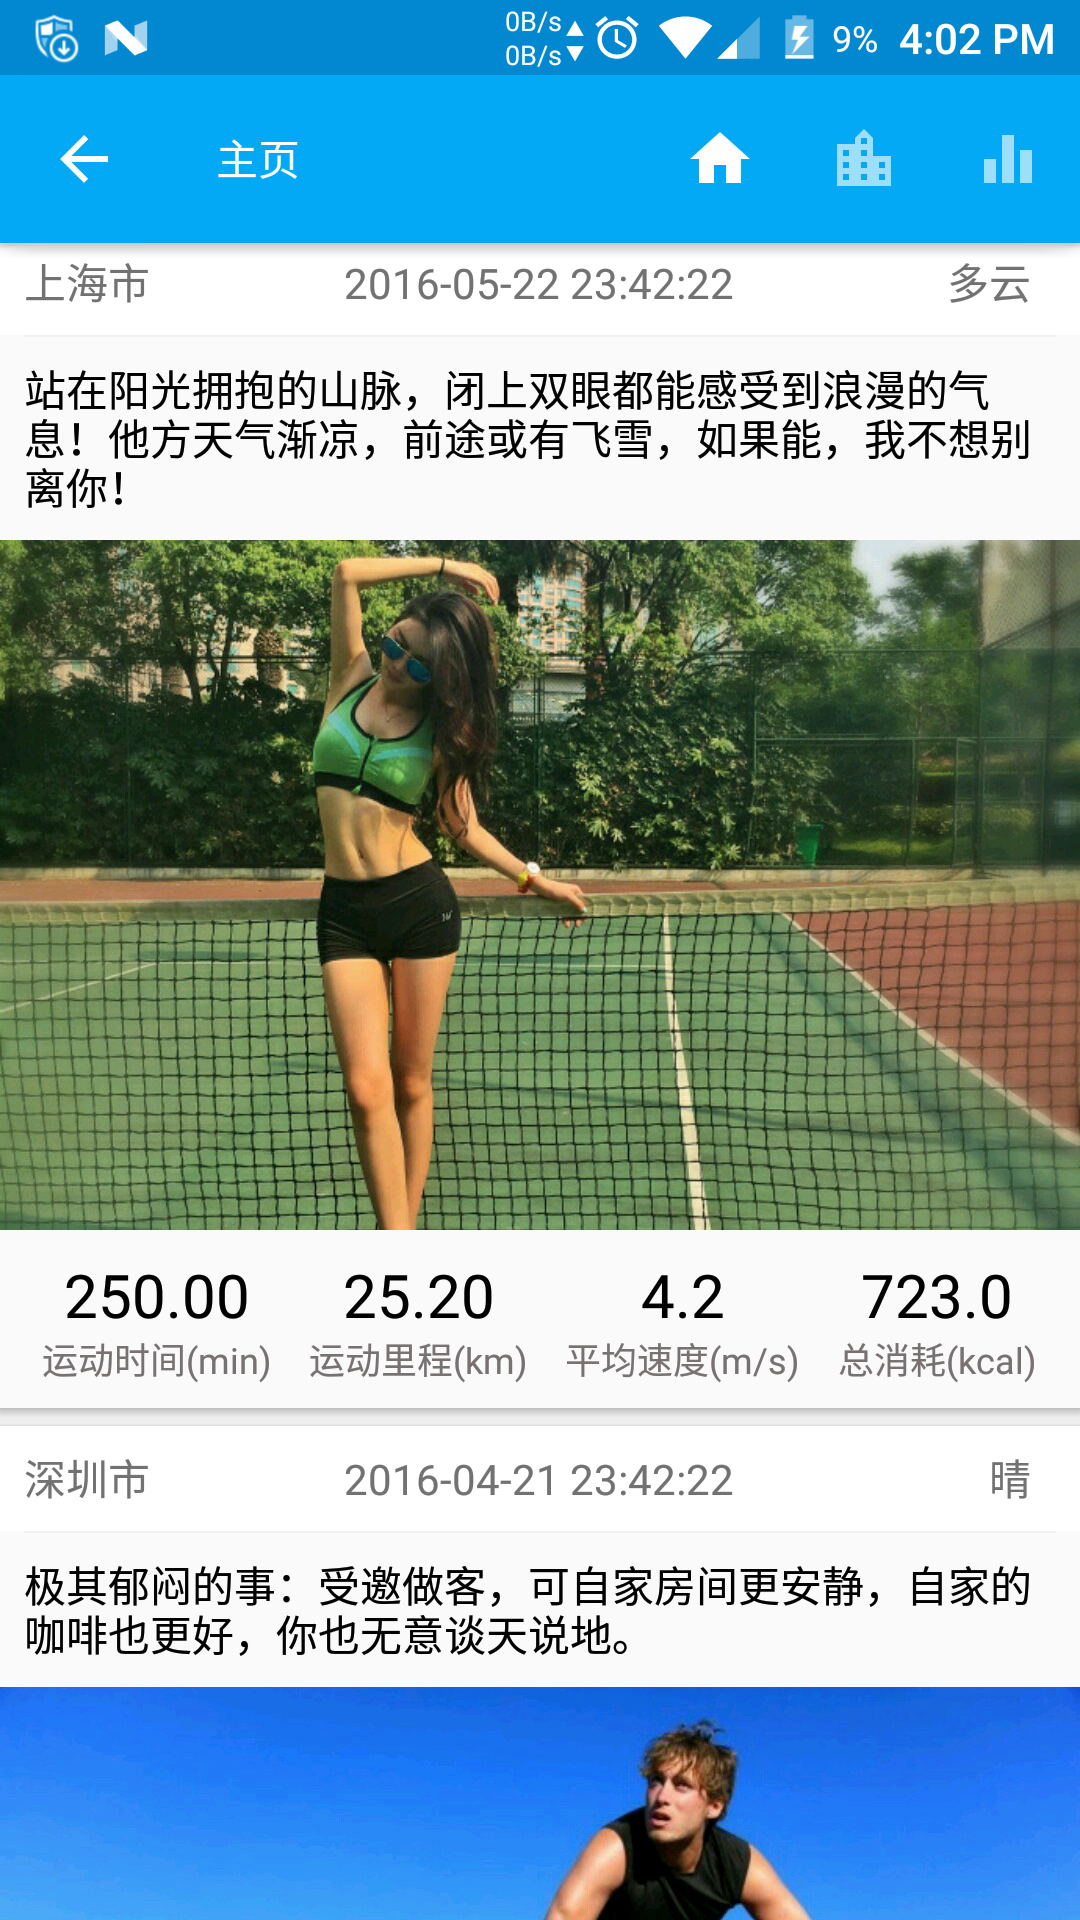 0B/s
0B/s
9% 4:02 PM
主页
上海市 2016-05-22 23:42:22 多云
站在阳光拥抱的山脉，闭上双眼都能感受到浪漫的气
息！他方天气渐凉，前途或有飞雪，如果能，我不想别
离你！
250.00 25.20 4.2 723.0
运动时间(min) 运动里程(km) 平均速度(m/s) 总消耗(kcal)
深圳市 2016-04-21 23:42:22 晴
极其郁闷的事：受邀做客，可自家房间更安静，自家的
咖啡也更好，你也无意谈天说地。